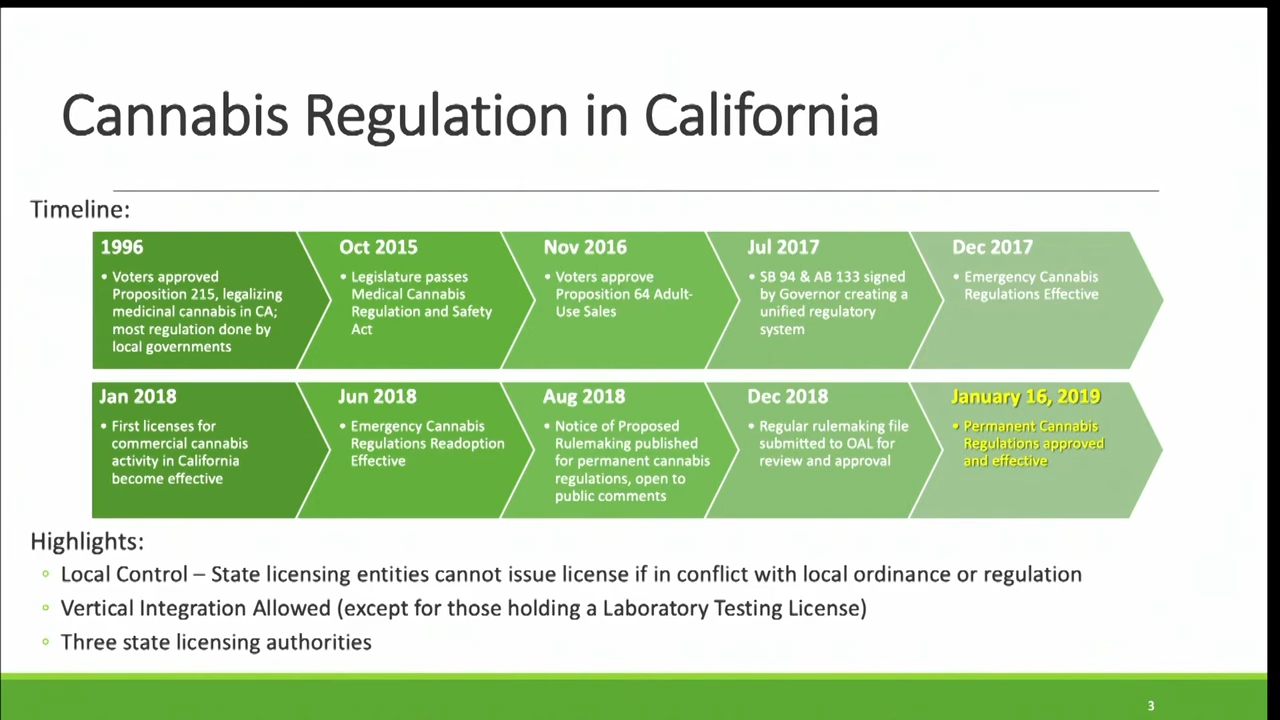 Cannabis Regulation in California
Timeline:
1996
• Voters approved
Proposition 215, legalizing
medicinal cannabis in CA;
most regulation done by
local governments
Oct 2015
• Legislature passes
Medical Cannabis
Regulation and Safety
Act
Nov 2016
• Voters approve
Proposition 64 Adult-
Use Sales
Jul 2017
• SB 94 & AB 133 signed
by Governor creating a
unified regulatory
system
Dec 2017
• Emergency Cannabis
Regulations Effective
Jan 2018
• First licenses for
commercial cannabis
activity in California
become effective
Jun 2018
• Emergency Cannabis
Regulations Readoption
Effective
Aug 2018
• Notice of Proposed
Rulemaking published
for permanent cannabis
regulations, open to
public comments
Dec 2018
• Regular rulemaking file
submitted to OAL for
review and approval
January 16, 2019
• Permanent Cannabis
Regulations approved
and effective
Highlights:
◦ Local Control – State licensing entities cannot issue license if in conflict with local ordinance or regulation
◦ Vertical Integration Allowed (except for those holding a Laboratory Testing License)
◦ Three state licensing authorities
3